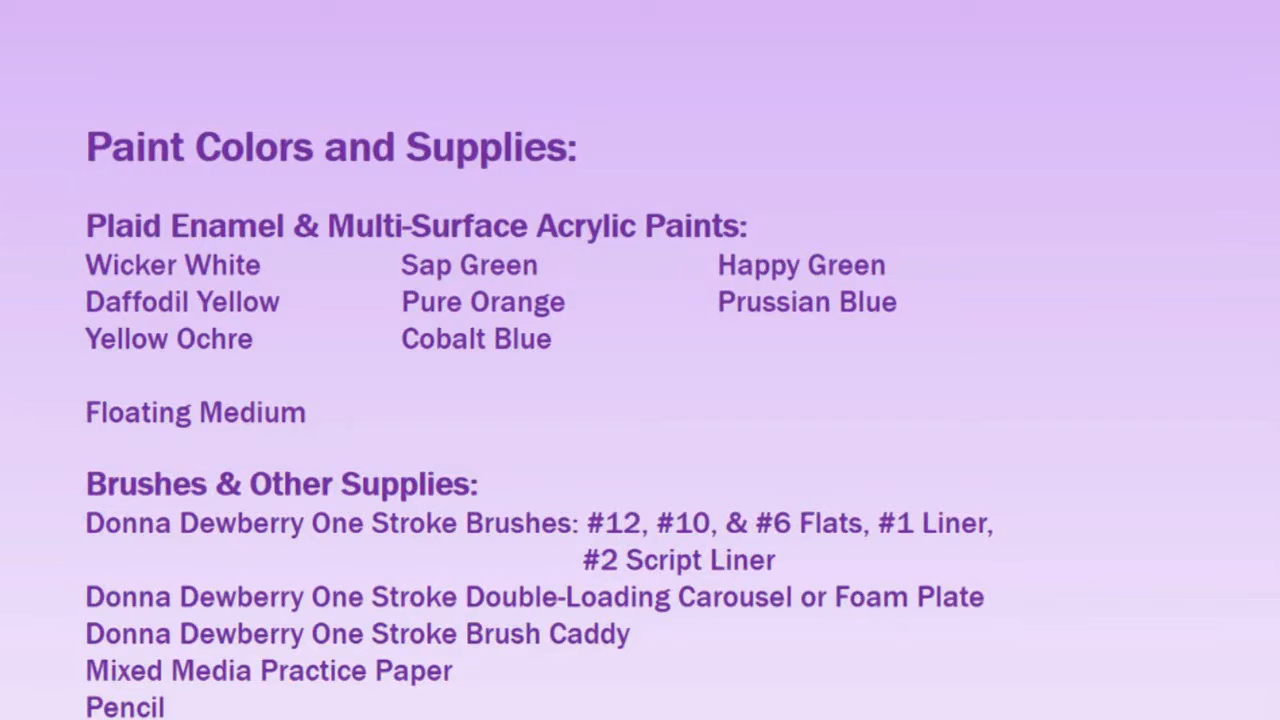 Paint Colors and Supplies:
Plaid Enamel & Multi-Surface Acrylic Paints:
Wicker White Sap Green Happy Green
Daffodil Yellow Pure Orange Prussian Blue
Yellow Ochre Cobalt Blue
Floating Medium
Brushes & Other Supplies:
Donna Dewberry One Stroke Brushes: #12, #10, & #6 Flats, #1 Liner,
#2 Script Liner
Donna Dewberry One Stroke Double-Loading Carousel or Foam Plate
Donna Dewberry One Stroke Brush Caddy
Mixed Media Practice Paper
Pencil